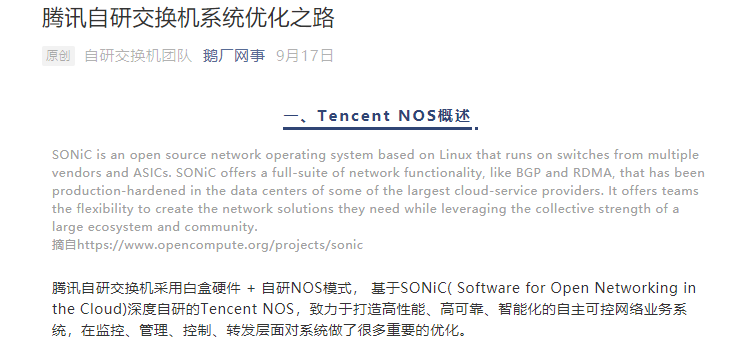 腾讯自研交换机系统优化之路
原创 自研交换机团队 鹅厂网事 9月17日
一、Tencent NOS概述
SONiC is an open source network operating system based on Linux that runs on switches from multiple
vendors and ASICs. SONiC offers a full-suite of network functionality, like BGP and RDMA, that has been
production-hardened in the data centers of some of the largest cloud-service providers. It offers teams
the flexibility to create the network solutions they need while leveraging the collective strength of a
large ecosystem and community.
摘自https://www.opencompute.org/projects/sonic
腾讯自研交换机采用白盒硬件 + 自研NOS模式， 基于SONiC( Software for Open Networking in
the Cloud)深度自研的Tencent NOS，致力于打造高性能、高可靠、智能化的自主可控网络业务系
统，在监控、管理、控制、转发层面对系统做了很多重要的优化。